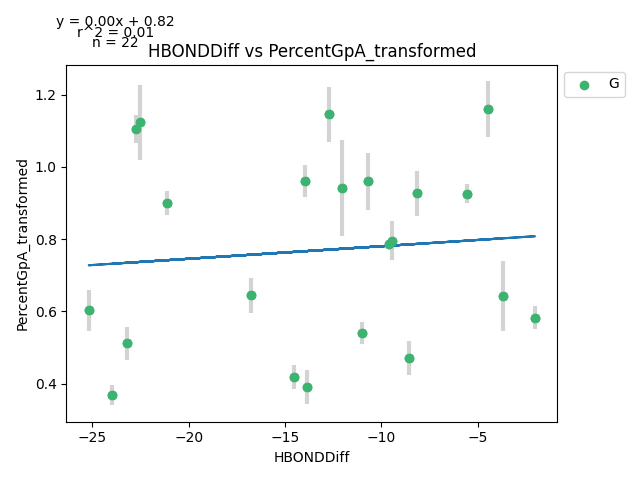 y = 0.00x + 0.82
r^2 = 0.01
n = 22
HBONDDiff vs PercentGpA_transformed
G
PercentGpA_transformed
1.2
1.0
0.8
0.6
0.4
−25
−20
−15
−10
−5
HBONDDiff